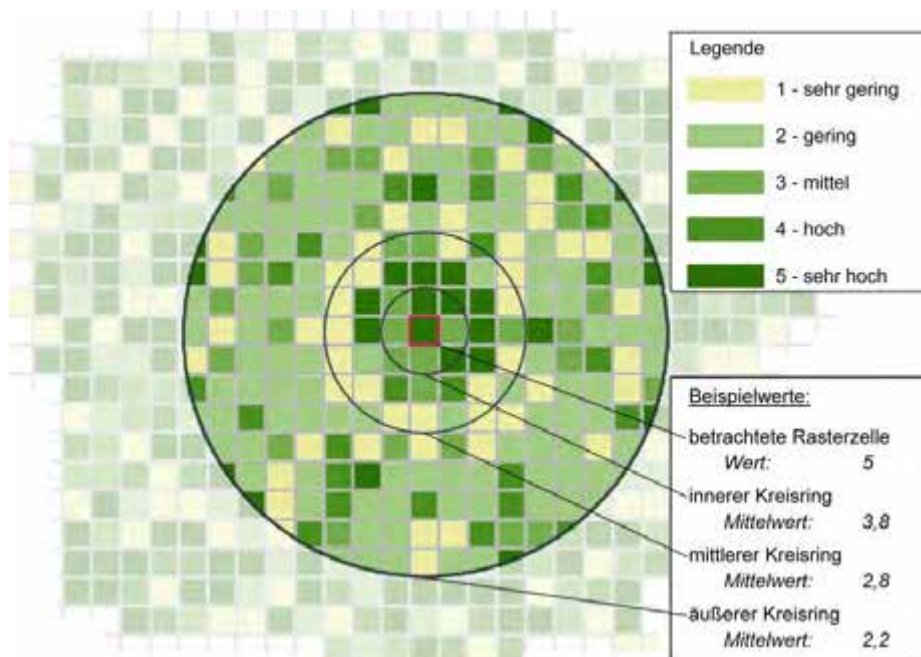 Legende
1 - sehr gering
2 - gering
3 - mittel
4 - hoch
5 - sehr hoch
Beispielwerte:
betrachtete Rasterzelle
Wert: 5
innerer Kreisring
Mittelwert: 3,8
mittlerer Kreisring
Mittelwert: 2,8
äußerer Kreisring
Mittelwert: 2,2